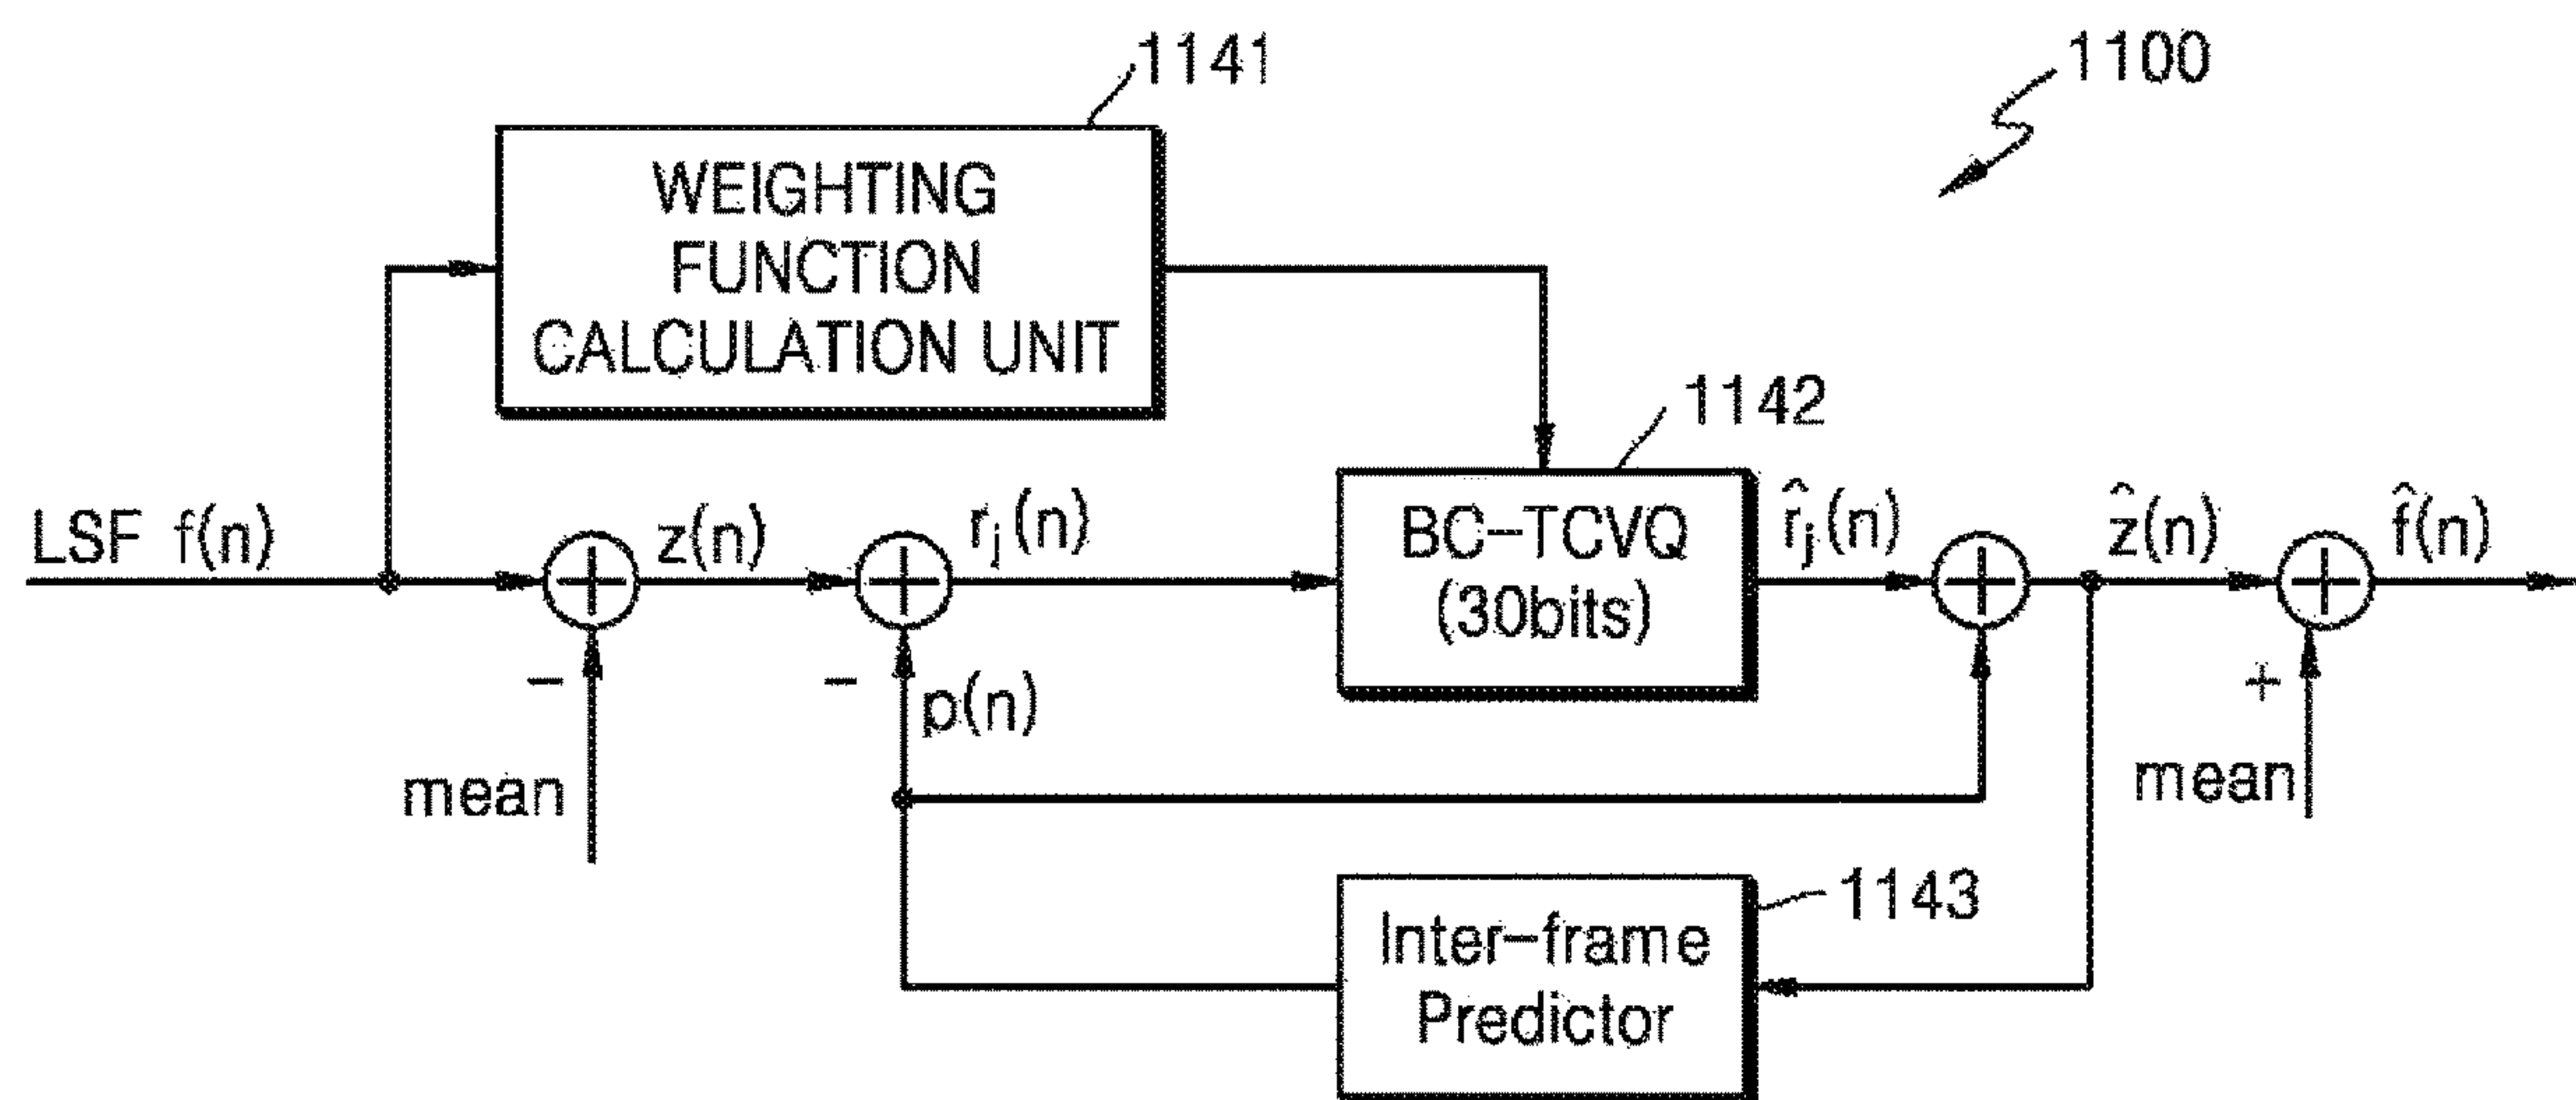 1141
1100
WEIGHTING
FUNCTION
CALCULATION UNIT
1142
LSF f(n)
z(n)
rⱼ(n)
BC-TCVQ
(30bits)
r̂ⱼ(n)
ẑ(n)
f̂(n)
−
−
p(n)
+
mean
mean
1143
Inter-frame
Predictor